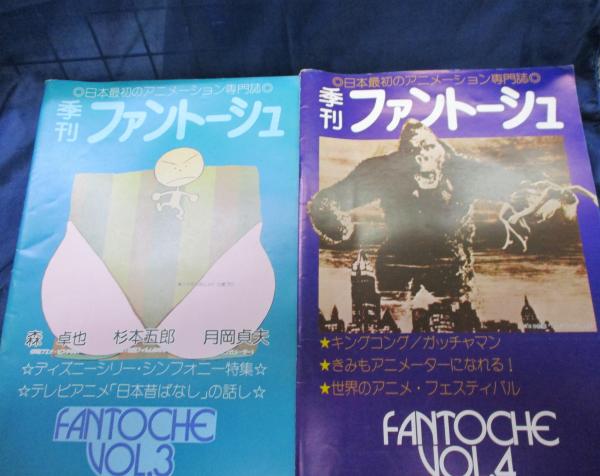 ◎日本最初のアニメーション専門誌◎
季刊
ファントーシュ
森 卓也 杉本五郎 月岡貞夫
☆ディズニーシリー・シンフォニー特集☆
☆テレビアニメ「日本昔ばなし」の話し☆
FANTOCHE
VOL.3
◎日本最初のアニメーション専門誌◎
季刊
ファントーシュ
★キングコング/ガッチャマン
★きみもアニメーターになれる!
★世界のアニメ・フェスティバル
FANTOCHE
VOL.4